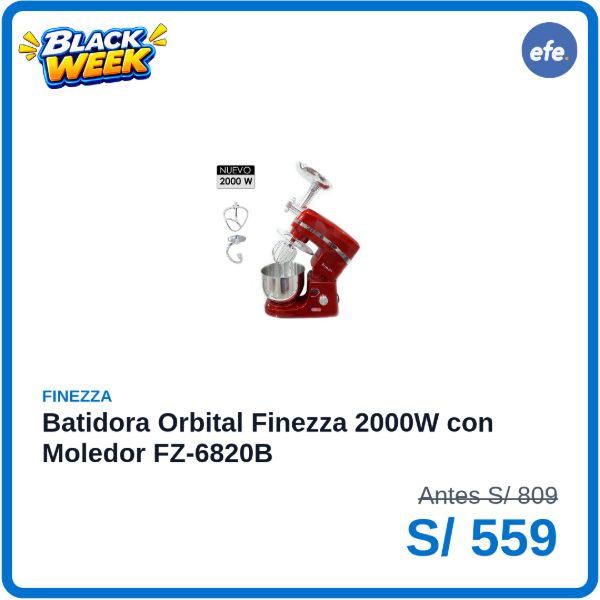 BLACK
WEEK
efe.
NUEVO
2000 W
FINEZZA
Batidora Orbital Finezza 2000W con
Moledor FZ-6820B
Antes S/ 809
S/ 559